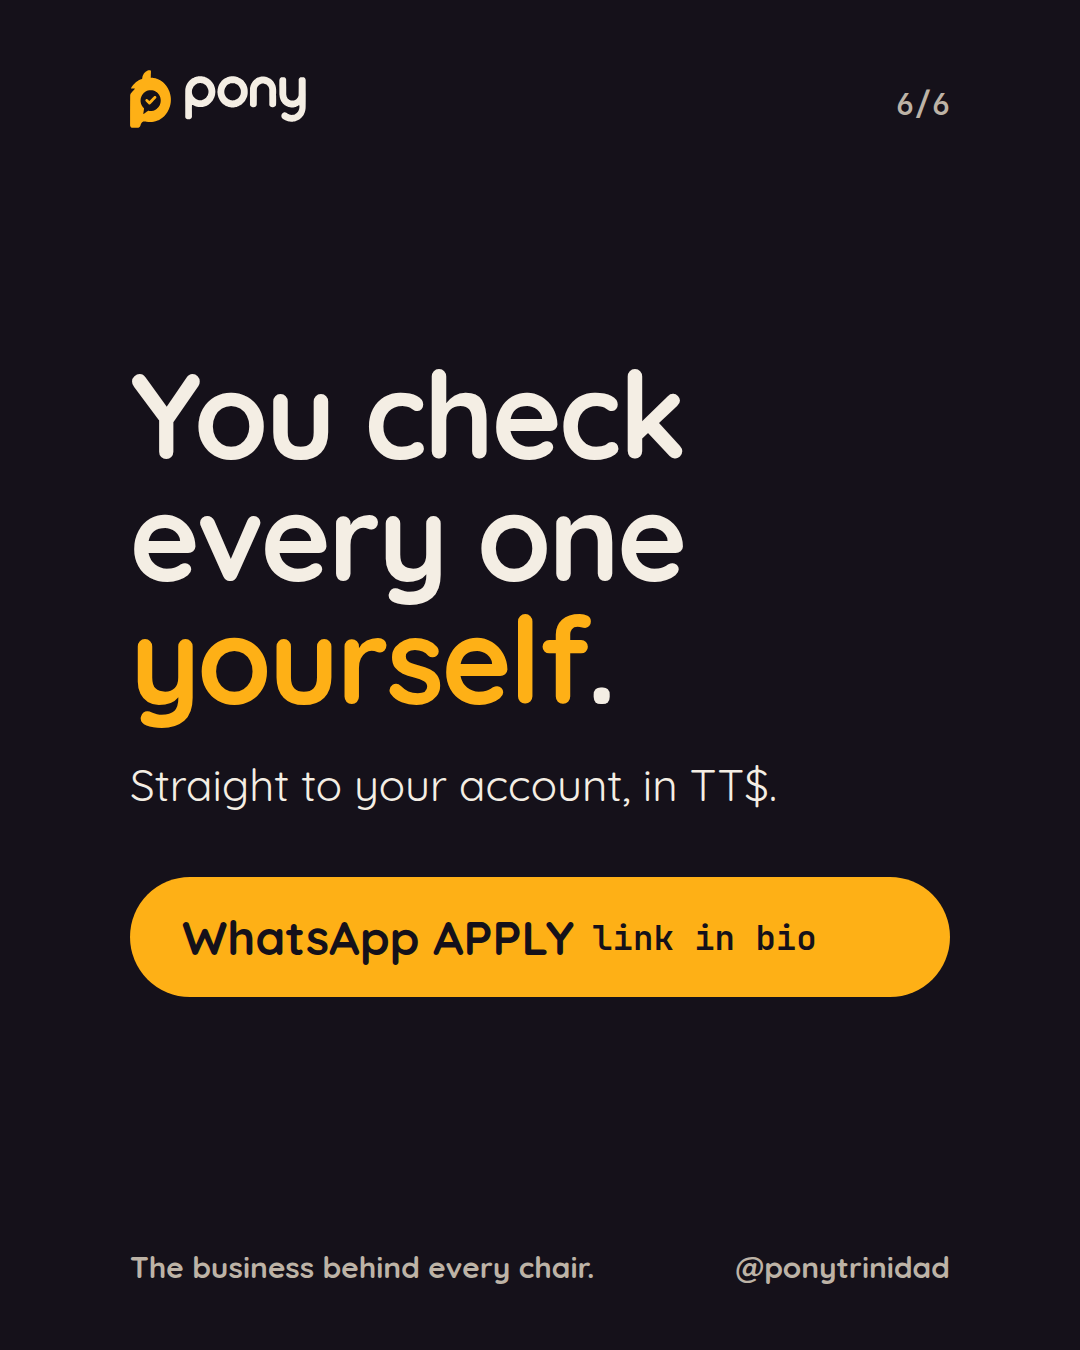 pony
6/6
You check
every one
yourself.
Straight to your account, in TT$.
WhatsApp APPLY link in bio
The business behind every chair.
@ponytrinidad